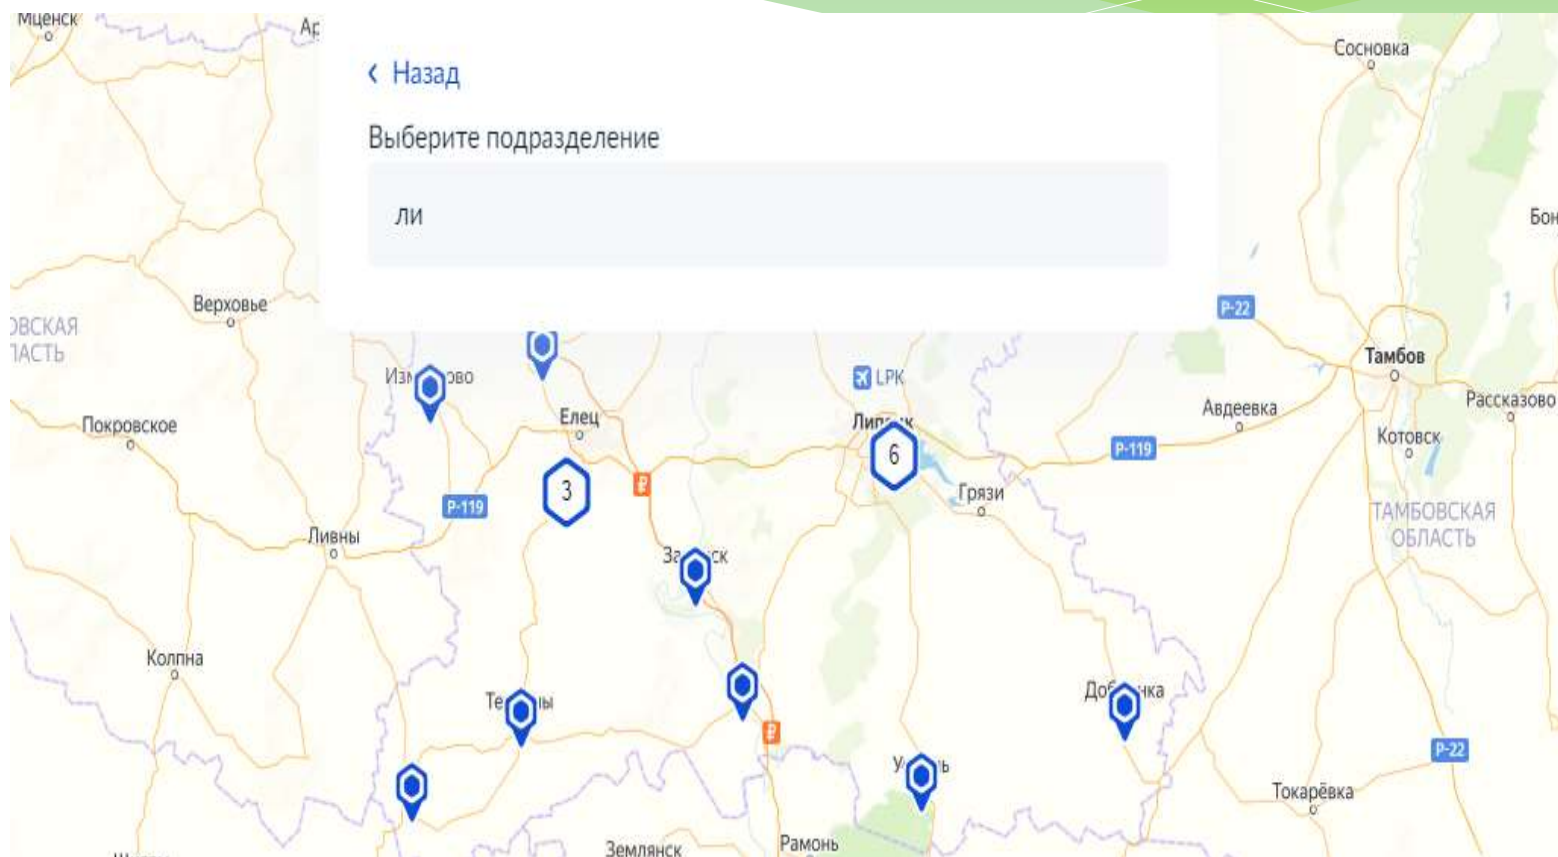 Мценск
Сосновка
‹ Назад
Выберите подразделение
ли
Верховье
Р-22
Тамбов
LPK
Рассказово
Елец
Авдеевка
Покровское
Котовск
Р-119
6
3
Грязи
Р-119
ТАМБОВСКАЯ
ОБЛАСТЬ
Ливны
Колпна
Р-22
Токарёвка
Рамонь
Землянск